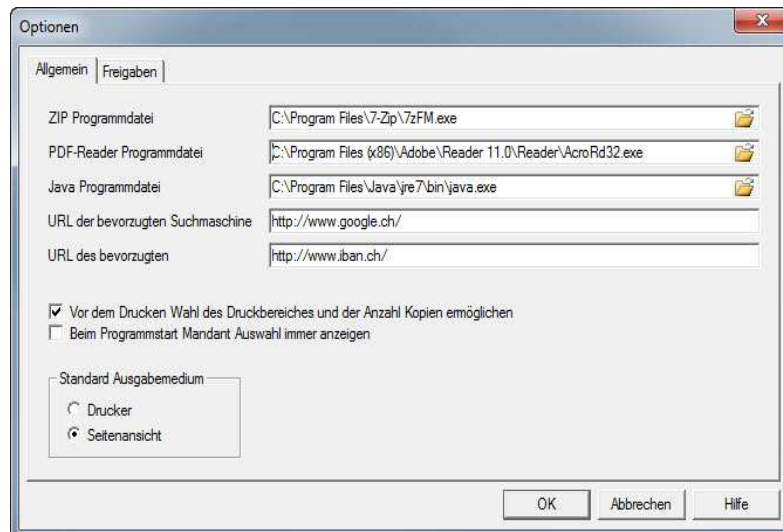 Optionen
Allgemein Freigaben
ZIP Programmdatei C:\Program Files\7-Zip\7zFM.exe
PDF-Reader Programmdatei C:\Program Files (x86)\Adobe\Reader 11.0\Reader\AcroRd32.exe
Java Programmdatei C:\Program Files\Java\jre7\bin\java.exe
URL der bevorzugten Suchmaschine http://www.google.ch/
URL des bevorzugten http://www.iban.ch/
Vor dem Drucken Wahl des Druckbereiches und der Anzahl Kopien ermöglichen
Beim Programmstart Mandant Auswahl immer anzeigen
Standard Ausgabemedium
Drucker
Seitenansicht
OK Abbrechen Hilfe